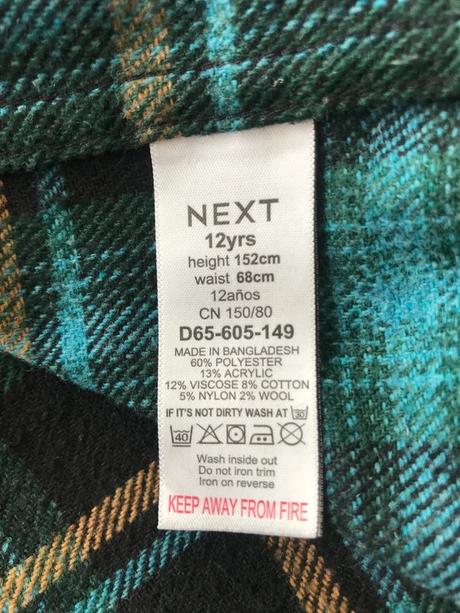 NEXT
12yrs
height 152cm
waist 68cm
12años
CN 150/80
D65-605-149
MADE IN BANGLADESH
60% POLYESTER
13% ACRYLIC
12% VISCOSE 8% COTTON
5% NYLON 2% WOOL
IF IT'S NOT DIRTY WASH AT 30
40
Wash inside out
Do not iron trim
Iron on reverse
KEEP AWAY FROM FIRE